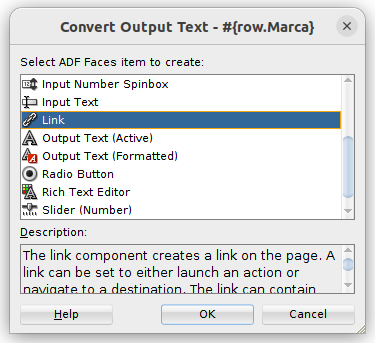 Convert Output Text - #{row.Marca}
Select ADF Faces item to create:
Input Number Spinbox
Input Text
Link
Output Text (Active)
Output Text (Formatted)
Radio Button
Rich Text Editor
Slider (Number)
Description:
The link component creates a link on the page. A
link can be set to either launch an action or
navigate to a destination. The link can contain
Help
OK
Cancel